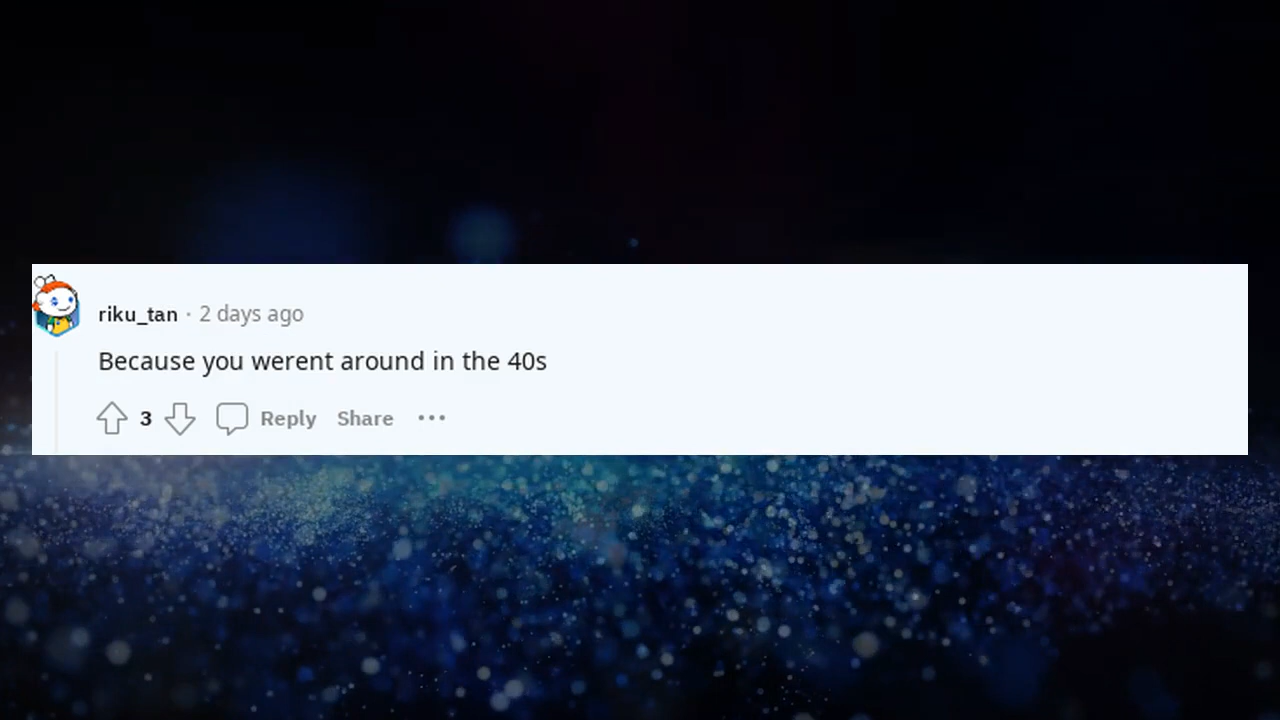 riku_tan · 2 days ago
Because you werent around in the 40s
3 Reply Share ···